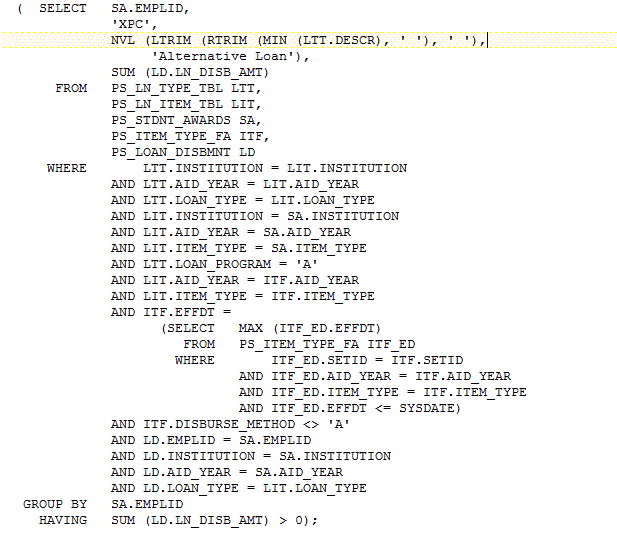 ( SELECT SA.EMPLID,
'XPC',
NVL (LTRIM (RTRIM (MIN (LTT.DESCR), ' '), ' '),
'Alternative Loan'),
SUM (LD.LN_DISB_AMT)
FROM PS_LN_TYPE_TBL LTT,
PS_LN_ITEM_TBL LIT,
PS_STDNT_AWARDS SA,
PS_ITEM_TYPE_FA ITF,
PS_LOAN_DISBMNT LD
WHERE LTT.INSTITUTION = LIT.INSTITUTION
AND LTT.AID_YEAR = LIT.AID_YEAR
AND LTT.LOAN_TYPE = LIT.LOAN_TYPE
AND LIT.INSTITUTION = SA.INSTITUTION
AND LIT.AID_YEAR = SA.AID_YEAR
AND LIT.ITEM_TYPE = SA.ITEM_TYPE
AND LTT.LOAN_PROGRAM = 'A'
AND LIT.AID_YEAR = ITF.AID_YEAR
AND LIT.ITEM_TYPE = ITF.ITEM_TYPE
AND ITF.EFFDT =
(SELECT MAX (ITF_ED.EFFDT)
FROM PS_ITEM_TYPE_FA ITF_ED
WHERE ITF_ED.SETID = ITF.SETID
AND ITF_ED.AID_YEAR = ITF.AID_YEAR
AND ITF_ED.ITEM_TYPE = ITF.ITEM_TYPE
AND ITF_ED.EFFDT <= SYSDATE)
AND ITF.DISBURSE_METHOD <> 'A'
AND LD.EMPLID = SA.EMPLID
AND LD.INSTITUTION = SA.INSTITUTION
AND LD.AID_YEAR = SA.AID_YEAR
AND LD.LOAN_TYPE = LIT.LOAN_TYPE
GROUP BY SA.EMPLID
HAVING SUM (LD.LN_DISB_AMT) > 0);